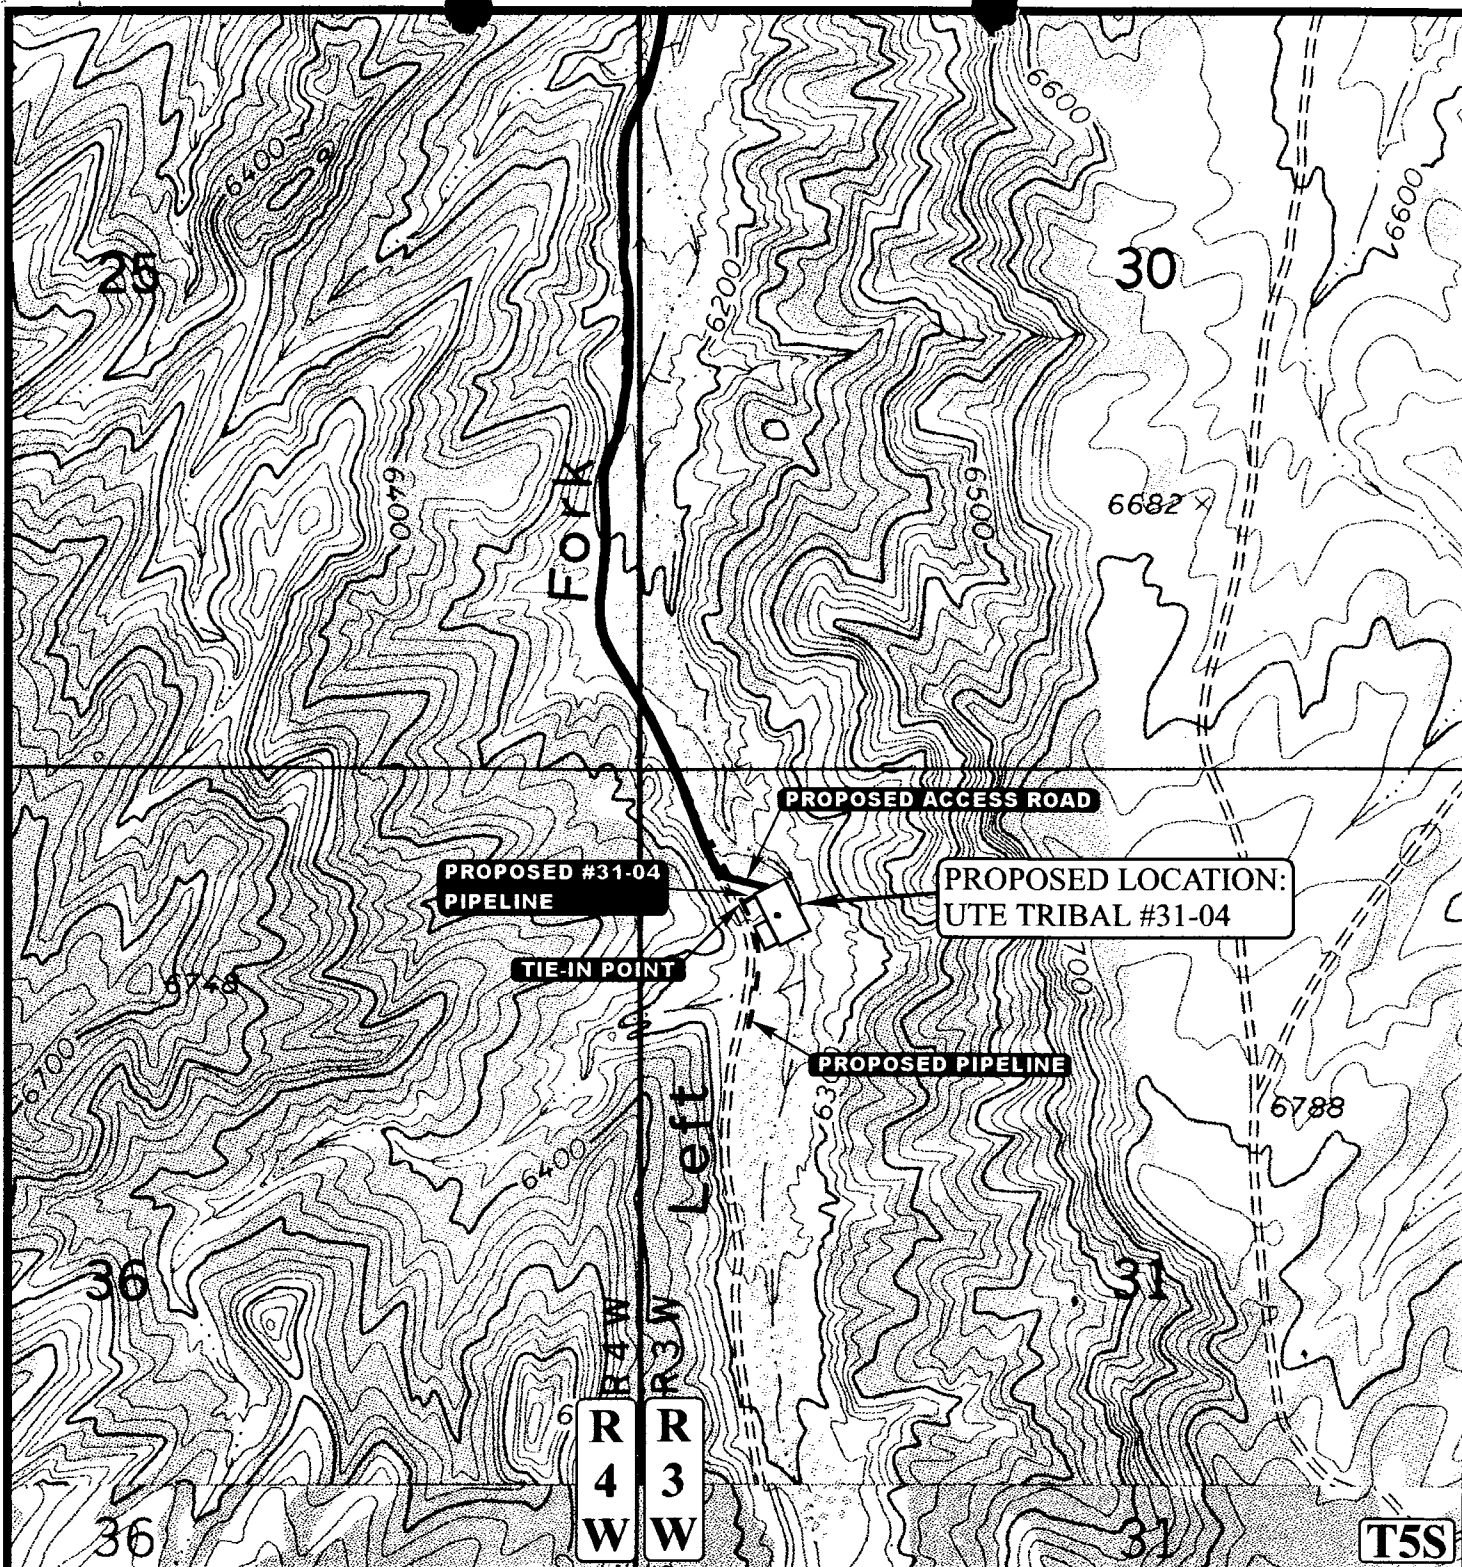 6600
6400
6600
25
30
6200
6400
6500
Fork
6682
PROPOSED ACCESS ROAD
PROPOSED #31-04
PIPELINE
PROPOSED LOCATION:
UTE TRIBAL #31-04
TIE-IN POINT
6748
6700
PROPOSED PIPELINE
Left
6788
6400
36
31
R4W
R3W
R
4
W
R
3
W
36
31
T5S